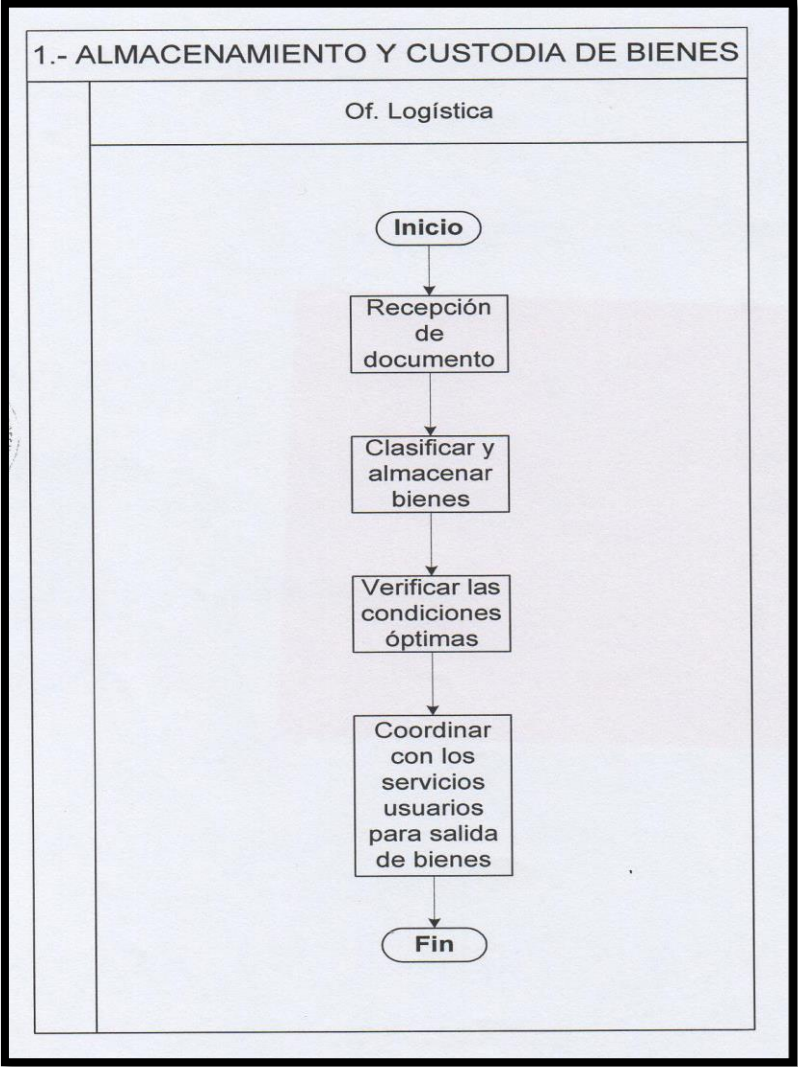 1.- ALMACENAMIENTO Y CUSTODIA DE BIENES
Of. Logística
Inicio
Recepción
de
documento
Clasificar y
almacenar
bienes
Verificar las
condiciones
óptimas
Coordinar
con los
servicios
usuarios
para salida
de bienes
Fin